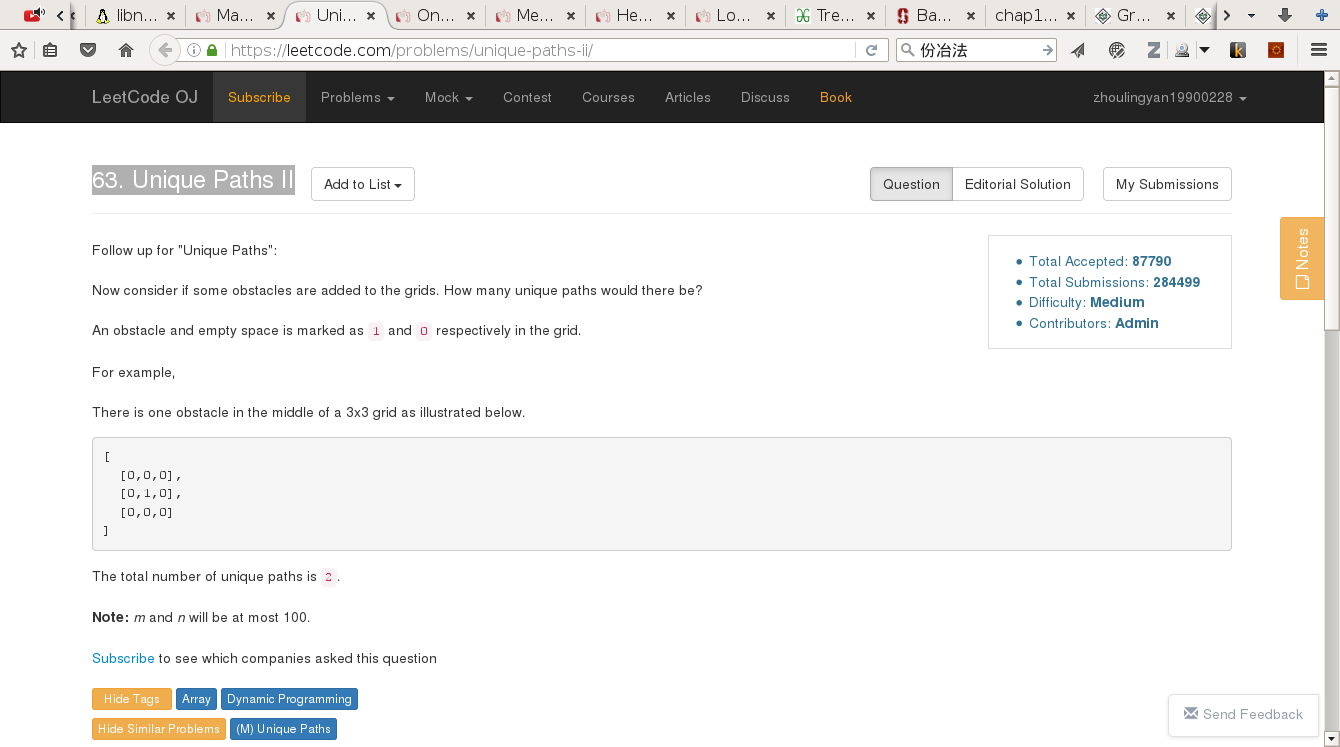 libn... Ma... Uni... On... Me... He... Lo... Tre... Ba... chap1... Gr...
https://leetcode.com/problems/unique-paths-ii/ 份冶法
LeetCode OJ Subscribe Problems Mock Contest Courses Articles Discuss Book zhoulingyan19900228
63. Unique Paths II Add to List Question Editorial Solution My Submissions
Notes
Follow up for "Unique Paths":
Total Accepted: 87790
Total Submissions: 284499
Difficulty: Medium
Contributors: Admin
Now consider if some obstacles are added to the grids. How many unique paths would there be?
An obstacle and empty space is marked as 1 and 0 respectively in the grid.
For example,
There is one obstacle in the middle of a 3x3 grid as illustrated below.
[
[0,0,0],
[0,1,0],
[0,0,0]
]
The total number of unique paths is 2.
Note: m and n will be at most 100.
Subscribe to see which companies asked this question
Hide Tags Array Dynamic Programming
Hide Similar Problems (M) Unique Paths
Send Feedback